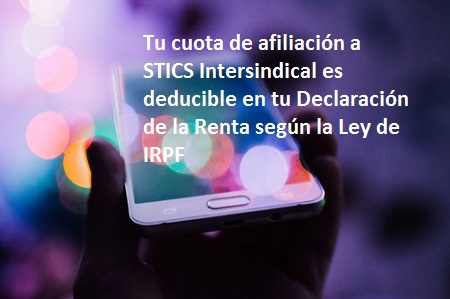 Tu cuota de afiliación a
STICS Intersindical es
deducible en tu Declaración
de la Renta según la Ley de
IRPF